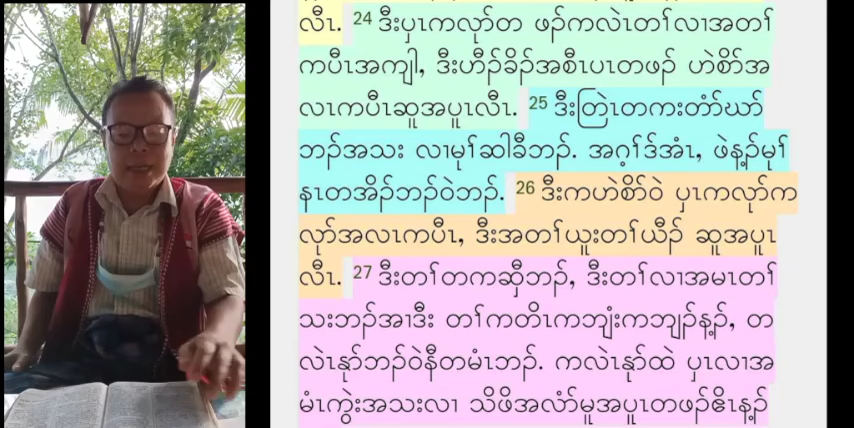 လီၤ. 24 ဒီးပှၤကလုာ်တ ဖၣ်ကလဲၤတၢ်လၢအတၢ်
ကပီၤအကျါ, ဒီးဟီၣ်ခိၣ်အစီၤပၤတဖၣ် ဟဲစိာ်အ
လၤကပီၤဆူအပူၤလီၤ. 25 ဒီးတြဲၤတကးတံာ်ဃာ်
ဘၣ်အသး လၢမုၢ်ဆါခီဘၣ်. အဂ့ၢ်ဒ်အံၤ, ဖဲန့ၣ်မုၢ်
နၤတအိၣ်ဘၣ်ဝဲဘၣ်. 26 ဒီးကဟဲစိာ်ဝဲ ပှၤကလုာ်က
လုာ်အလၤကပီၤ, ဒီးအတၢ်ယူးတၢ်ယီၣ် ဆူအပူၤ
လီၤ. 27 ဒီးတၢ်တကဆှီဘၣ်, ဒီးတၢ်လၢအမၤတၢ်
သးဘၣ်အၢဒီး တၢ်ကတိၤကဘျံးကဘျၣ်န့ၣ်, တ
လဲၤနုာ်ဘၣ်ဝဲနီတမံၤဘၣ်. ကလဲၤနုာ်ထဲ ပှၤလၢအ
မံၤကွဲးအသးလၢ သိဖိအလံာ်မူအပူၤတဖၣ်ဧိၤန့ၣ်